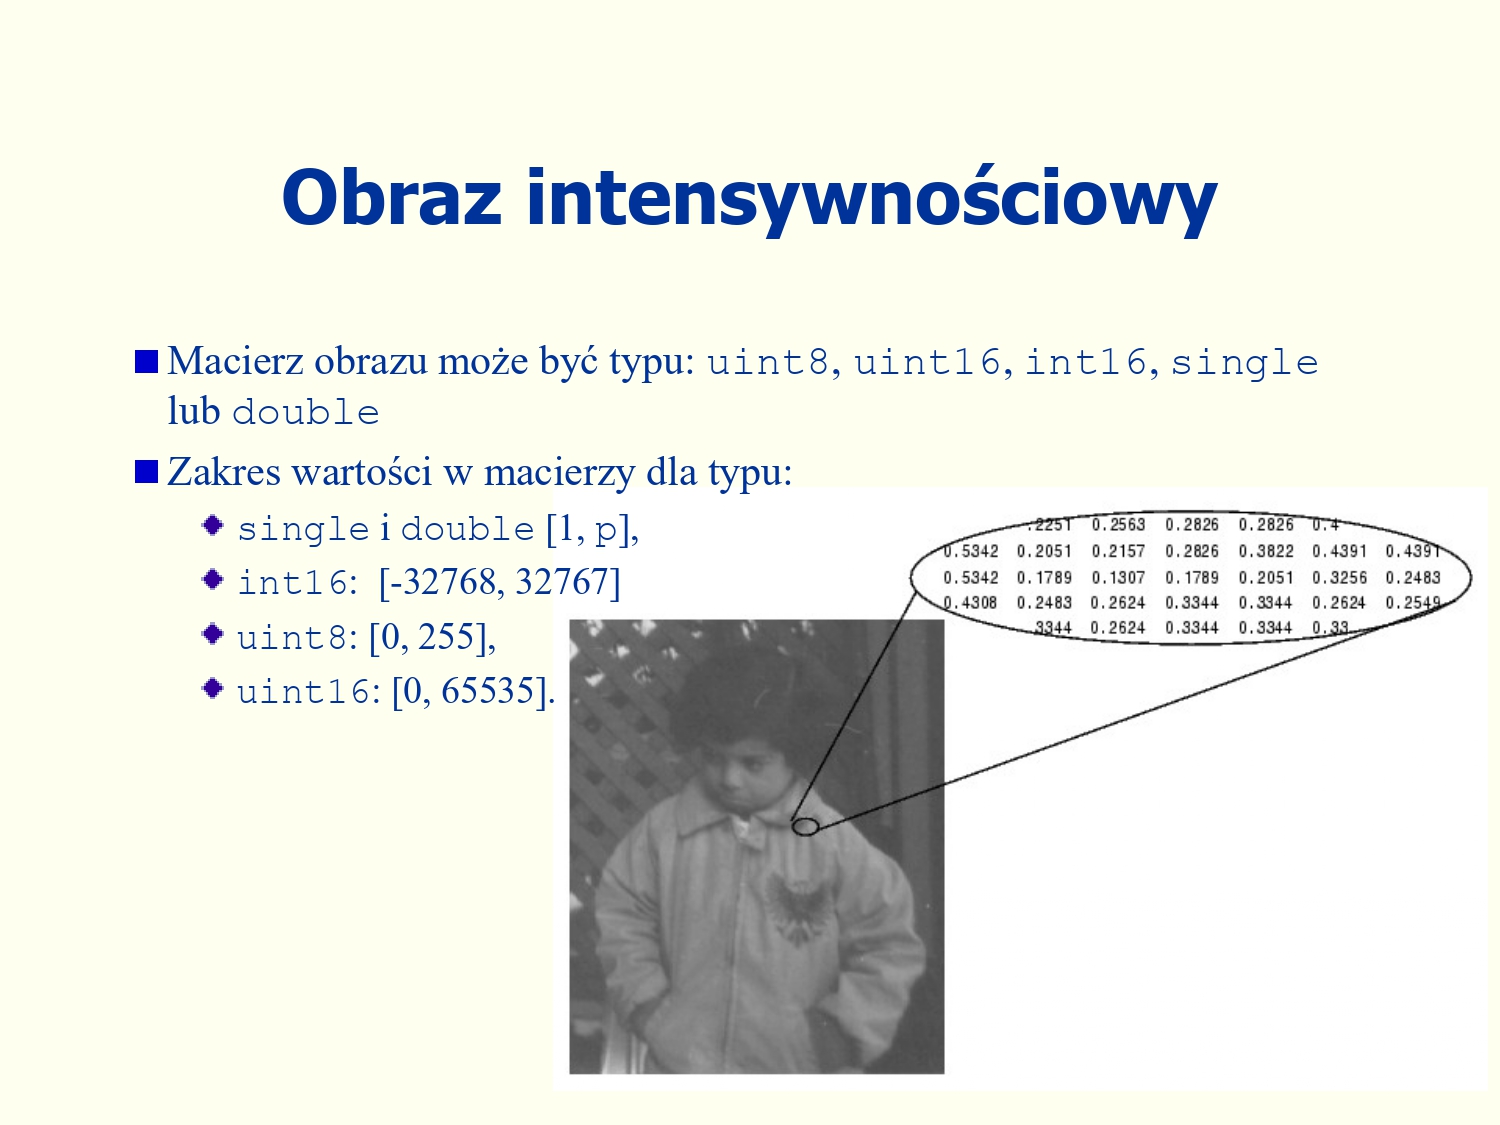 Obraz intensywnościowy
Macierz obrazu może być typu: uint8, uint16, int16, single
lub double
Zakres wartości w macierzy dla typu:
single i double [1, p],
int16: [-32768, 32767]
uint8: [0, 255],
uint16: [0, 65535].
.2251 0.2563 0.2826 0.2826 0.4
0.5342 0.2051 0.2157 0.2826 0.3822 0.4391 0.4391
0.5342 0.1789 0.1307 0.1789 0.2051 0.3256 0.2483
0.4308 0.2483 0.2624 0.3344 0.3344 0.2624 0.2549
.3344 0.2624 0.3344 0.3344 0.33